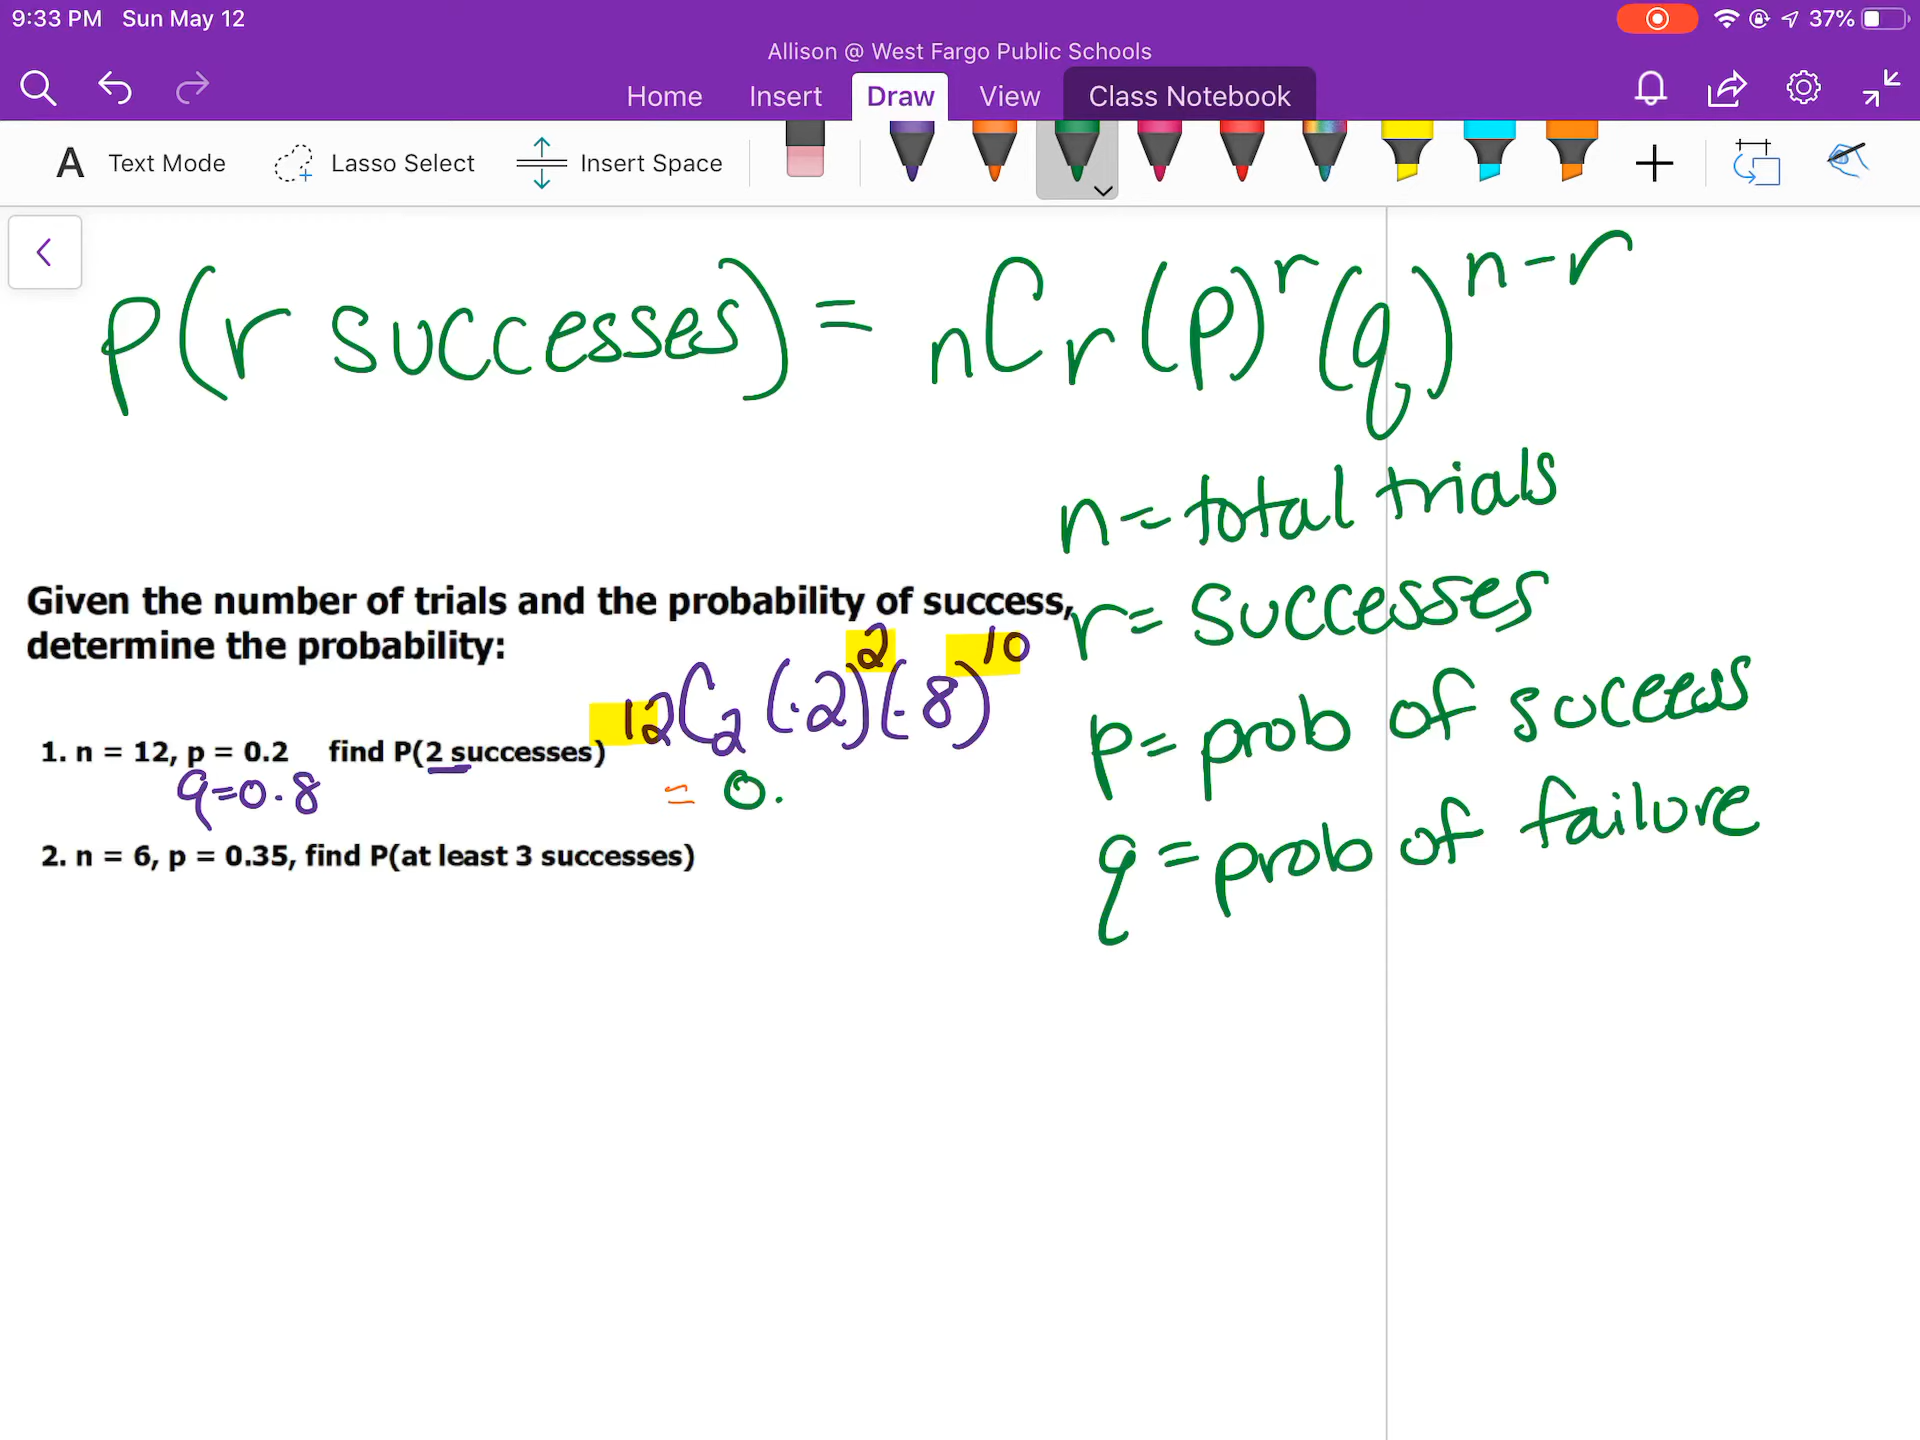 9:33 PM Sun May 12 37%
Allison @ West Fargo Public Schools
Home Insert Draw View Class Notebook
A Text Mode Lasso Select Insert Space
P(r successes) = nCr(p)^r(q)^n-r
n = total trials
Given the number of trials and the probability of success,
r = successes
determine the probability:
12C2(.2)^2(.8)^10
p = prob of success
1. n = 12, p = 0.2 find P(2 successes)
q=0.8
= 0.
q = prob of failure
2. n = 6, p = 0.35, find P(at least 3 successes)